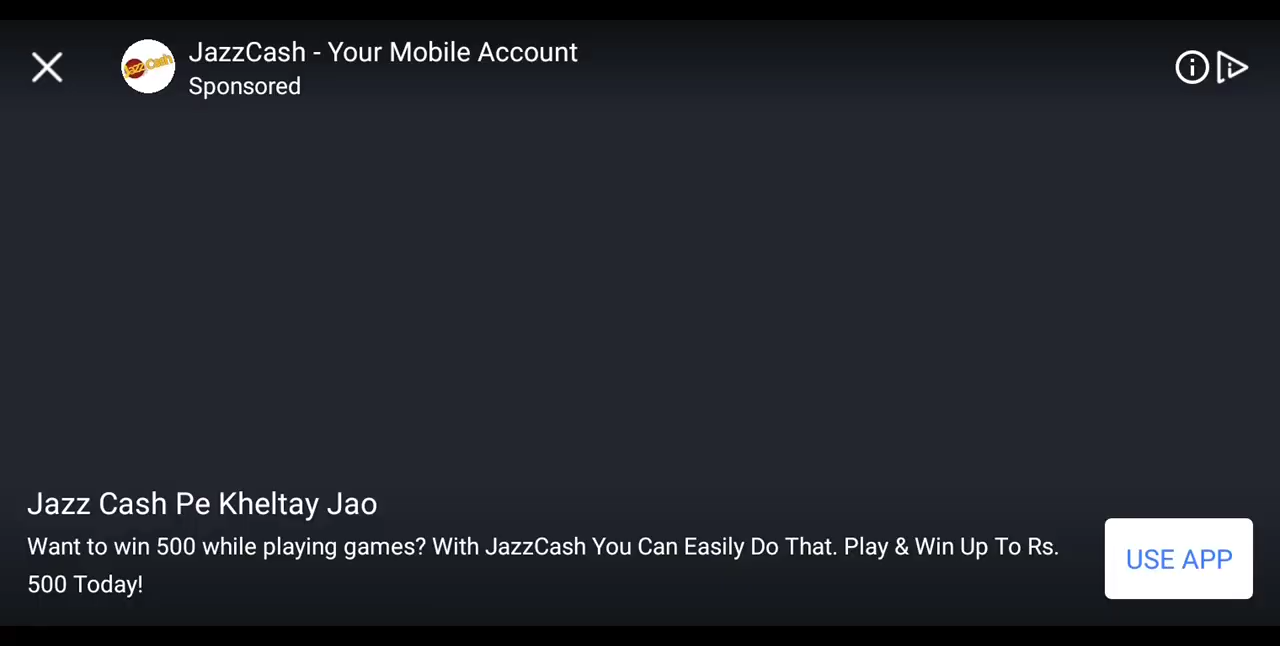 JazzCash - Your Mobile Account
Sponsored
JazzCash
Jazz Cash Pe Kheltay Jao
Want to win 500 while playing games? With JazzCash You Can Easily Do That. Play & Win Up To Rs.
500 Today!
USE APP